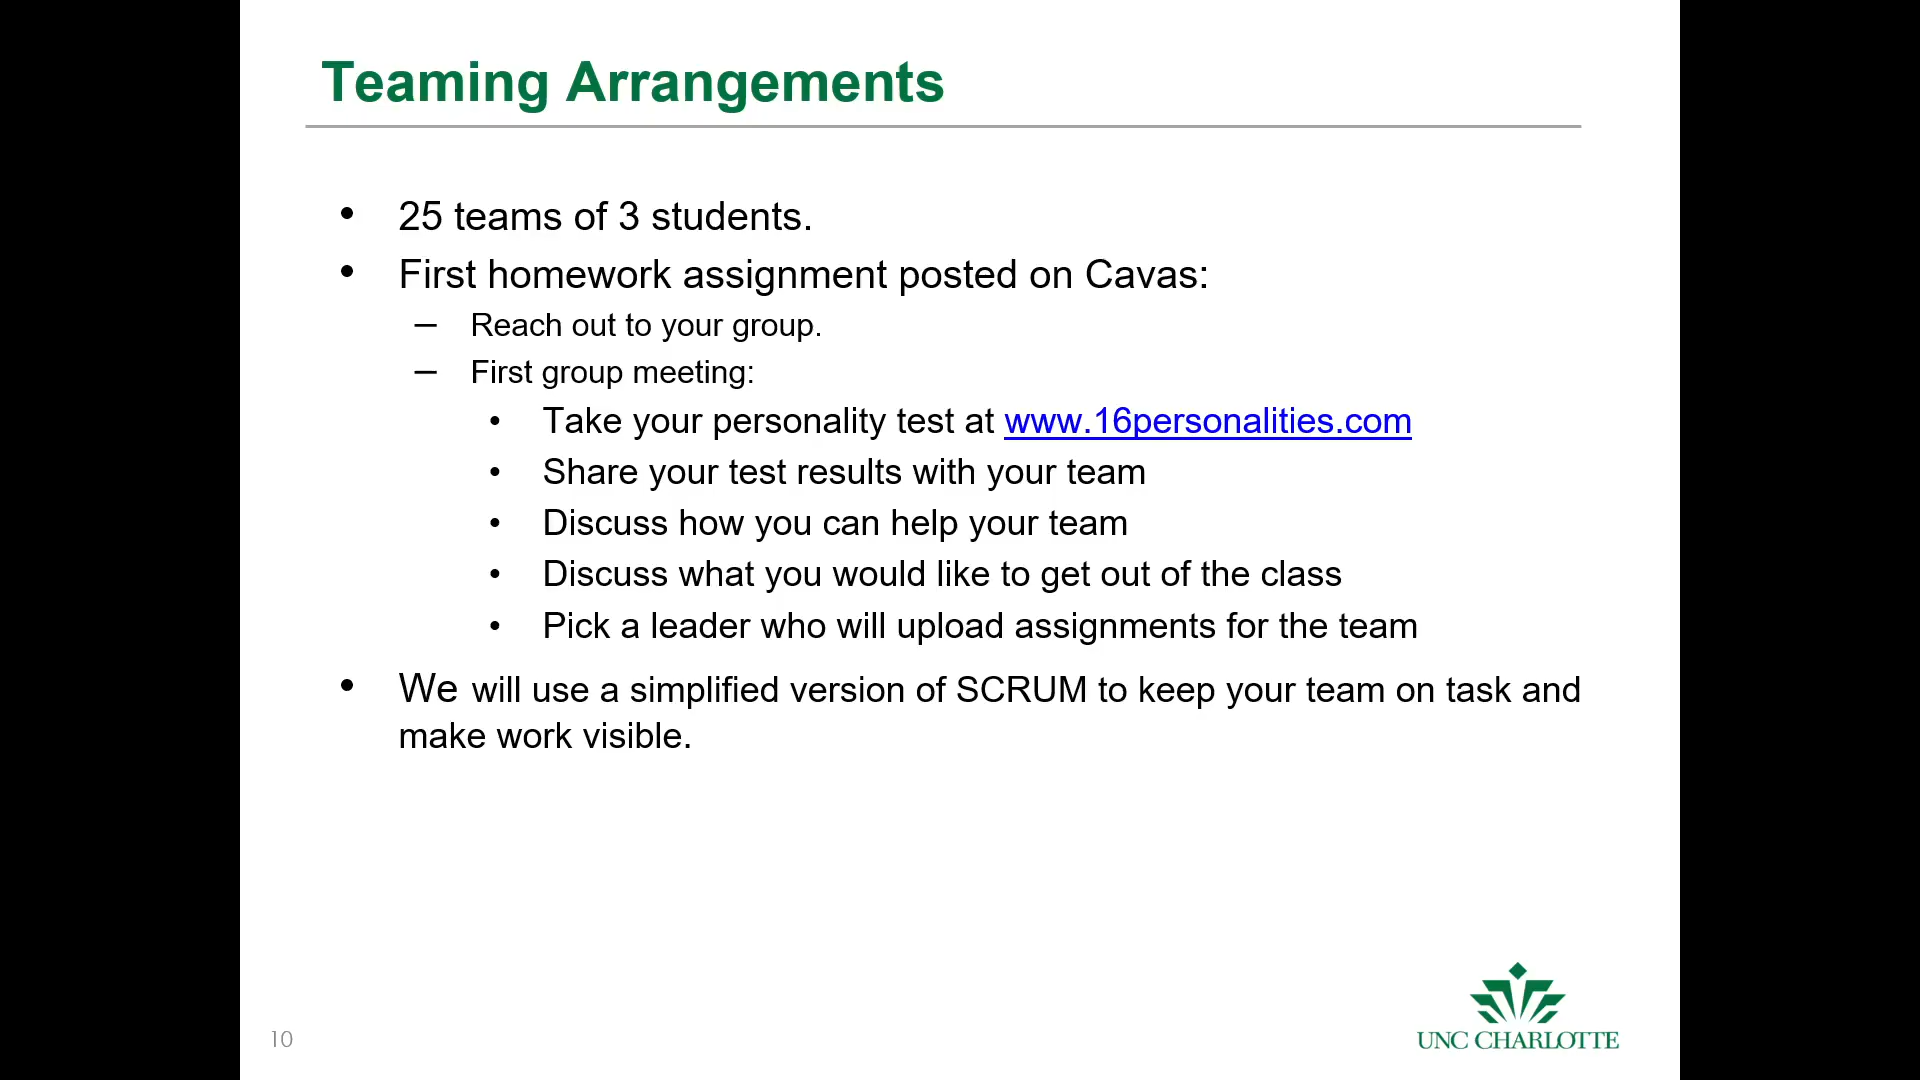 Teaming Arrangements
• 25 teams of 3 students.
• First homework assignment posted on Cavas:
– Reach out to your group.
– First group meeting:
• Take your personality test at www.16personalities.com
• Share your test results with your team
• Discuss how you can help your team
• Discuss what you would like to get out of the class
• Pick a leader who will upload assignments for the team
• We will use a simplified version of SCRUM to keep your team on task and
make work visible.
10
UNC CHARLOTTE